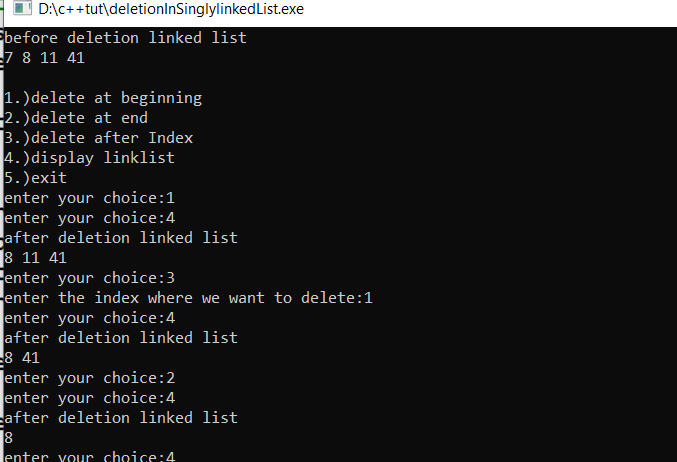 D:\c++tut\deletionInSinglylinkedList.exe
before deletion linked list
7 8 11 41
1.)delete at beginning
2.)delete at end
3.)delete after Index
4.)display linklist
5.)exit
enter your choice:1
enter your choice:4
after deletion linked list
8 11 41
enter your choice:3
enter the index where we want to delete:1
enter your choice:4
after deletion linked list
8 41
enter your choice:2
enter your choice:4
after deletion linked list
8
enter your choice:4